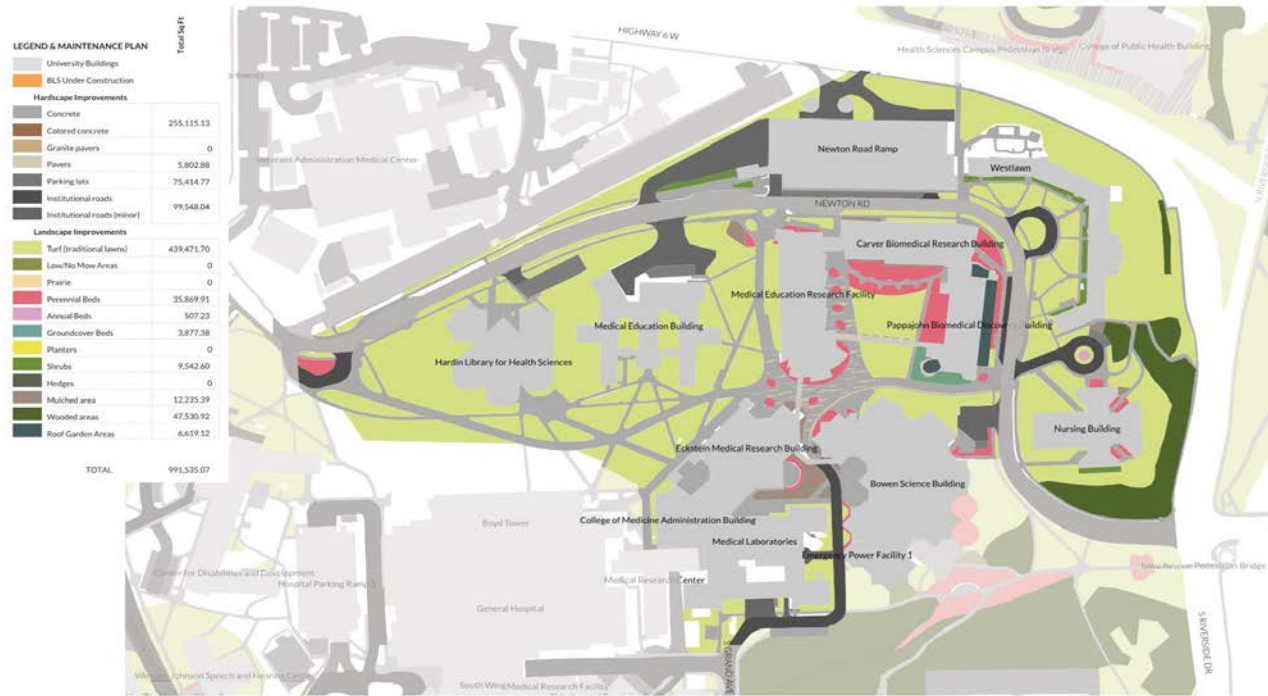 LEGEND & MAINTENANCE PLAN
Total Sq Ft
University Buildings
BLS Under Construction
Hardscape Improvements
Concrete
255,115.13
Colored concrete
Granite pavers 0
Pavers 5,802.88
Parking lots 75,414.77
Institutional roads
99,548.04
Institutional roads (minor)
Landscape Improvements
Turf (traditional lawns) 439,471.70
Low/No Mow Areas 0
Prairie 0
Perennial Beds 35,869.91
Annual Beds 507.23
Groundcover Beds 3,877.38
Planters 0
Shrubs 9,542.60
Hedges 0
Mulched area 12,235.39
Wooded areas 47,530.92
Roof Garden Areas 6,619.12
TOTAL 991,535.07
HIGHWAY 6 W
Health Sciences Campus Pedestrian Bridge
College of Public Health Building
Veterans Administration Medical Center
Newton Road Ramp
Westlawn
NEWTON RD
Carver Biomedical Research Building
Medical Education Research Facility
Medical Education Building
Pappajohn Biomedical Discovery Building
Hardin Library for Health Sciences
Nursing Building
Eckstein Medical Research Building
Bowen Science Building
Boyd Tower
College of Medicine Administration Building
Medical Laboratories
Emergency Power Facility 1
Iowa Avenue Pedestrian Bridge
Center for Disabilities and Development
Hospital Parking Ramp
Medical Research Center
General Hospital
S RIVERSIDE DR
S GRAND AVE
Wendell Johnson Speech and Hearing Center
South Wing
Medical Research Facility